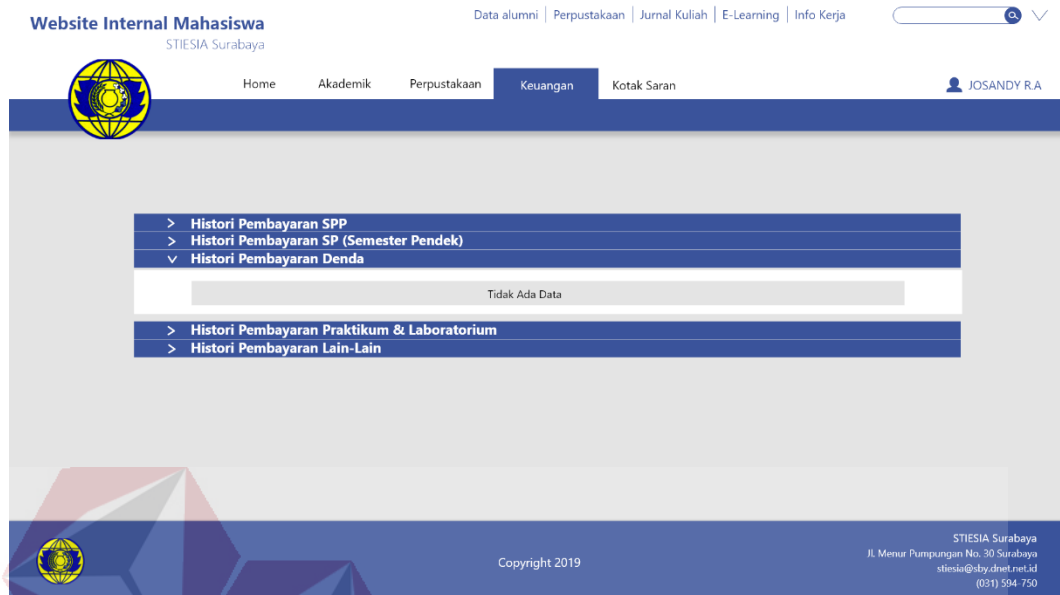 Website Internal Mahasiswa
STIESIA Surabaya
Data alumni | Perpustakaan | Jurnal Kuliah | E-Learning | Info Kerja
Home Akademik Perpustakaan Keuangan Kotak Saran
JOSANDY R.A
> Histori Pembayaran SPP
> Histori Pembayaran SP (Semester Pendek)
v Histori Pembayaran Denda
Tidak Ada Data
> Histori Pembayaran Praktikum & Laboratorium
> Histori Pembayaran Lain-Lain
Copyright 2019
STIESIA Surabaya
Jl. Menur Pumpungan No. 30 Surabaya
stiesia@sby.dnet.net.id
(031) 594-750